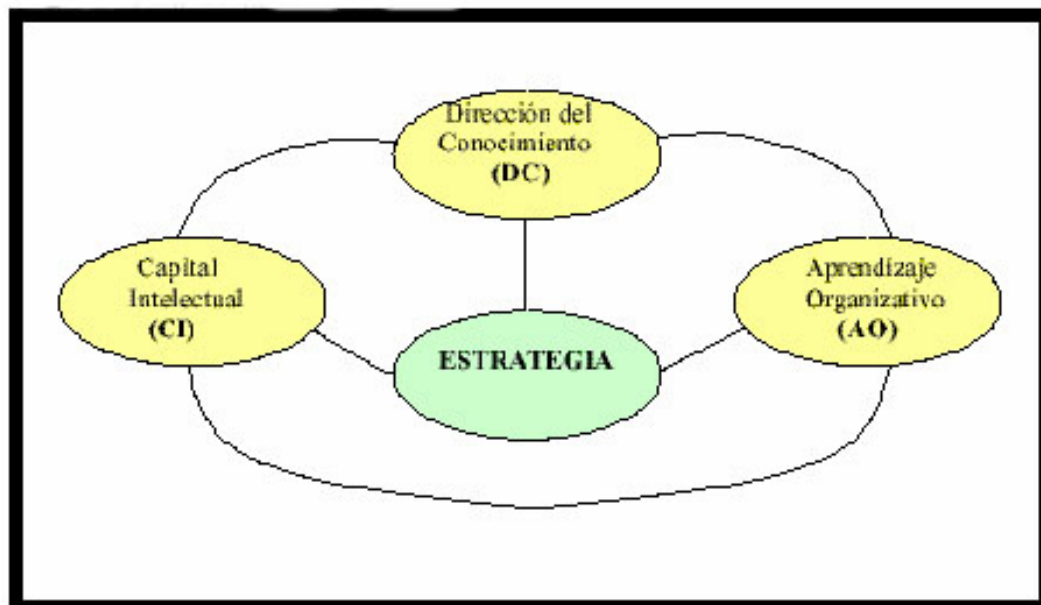 Dirección del
Conocimiento
(DC)
Capital
Intelectual
(CI)
Aprendizaje
Organizativo
(AO)
ESTRATEGIA